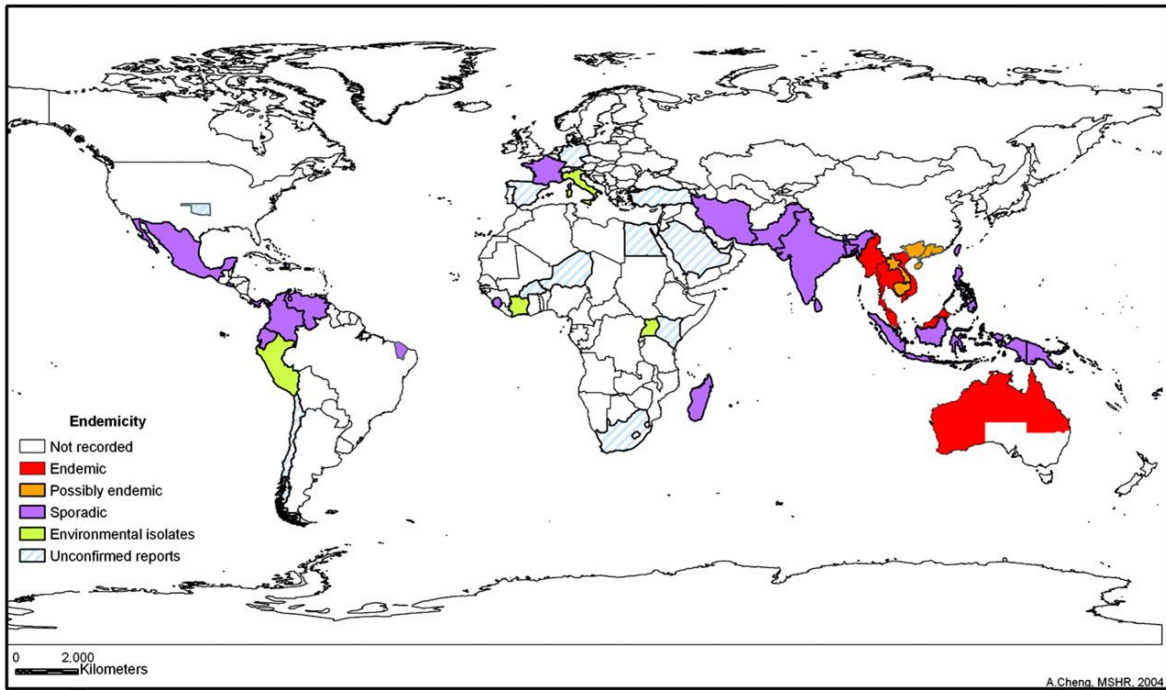 Endemicity
Not recorded
Endemic
Possibly endemic
Sporadic
Environmental isolates
Unconfirmed reports
0 2,000
Kilometers
A.Cheng, MSHR, 2004